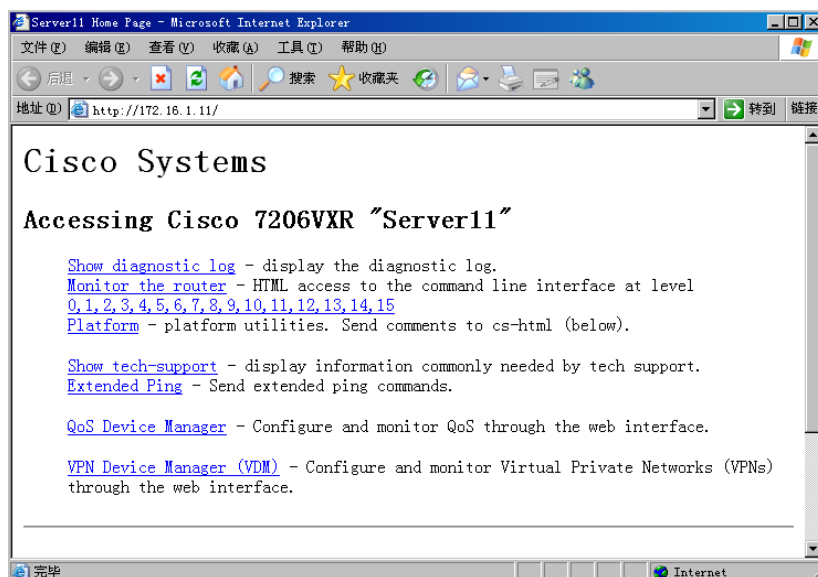 Server11 Home Page - Microsoft Internet Explorer
文件(F) 编辑(E) 查看(V) 收藏(A) 工具(T) 帮助(H)
后退 搜索 收藏夹
地址(D) http://172.16.1.11/ 转到 链接
Cisco Systems
Accessing Cisco 7206VXR "Server11"
Show diagnostic log - display the diagnostic log.
Monitor the router - HTML access to the command line interface at level
0,1,2,3,4,5,6,7,8,9,10,11,12,13,14,15
Platform - platform utilities. Send comments to cs-html (below).
Show tech-support - display information commonly needed by tech support.
Extended Ping - Send extended ping commands.
QoS Device Manager - Configure and monitor QoS through the web interface.
VPN Device Manager (VDM) - Configure and monitor Virtual Private Networks (VPNs)
through the web interface.
完毕 Internet